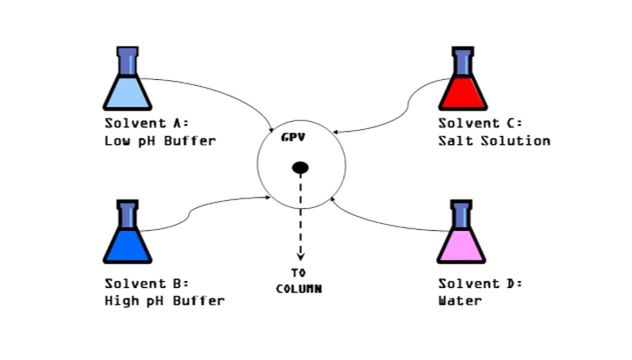 Solvent A:
Low pH Buffer
Solvent C:
Salt Solution
GPV
Solvent B:
High pH Buffer
TO
COLUMN
Solvent D:
Water